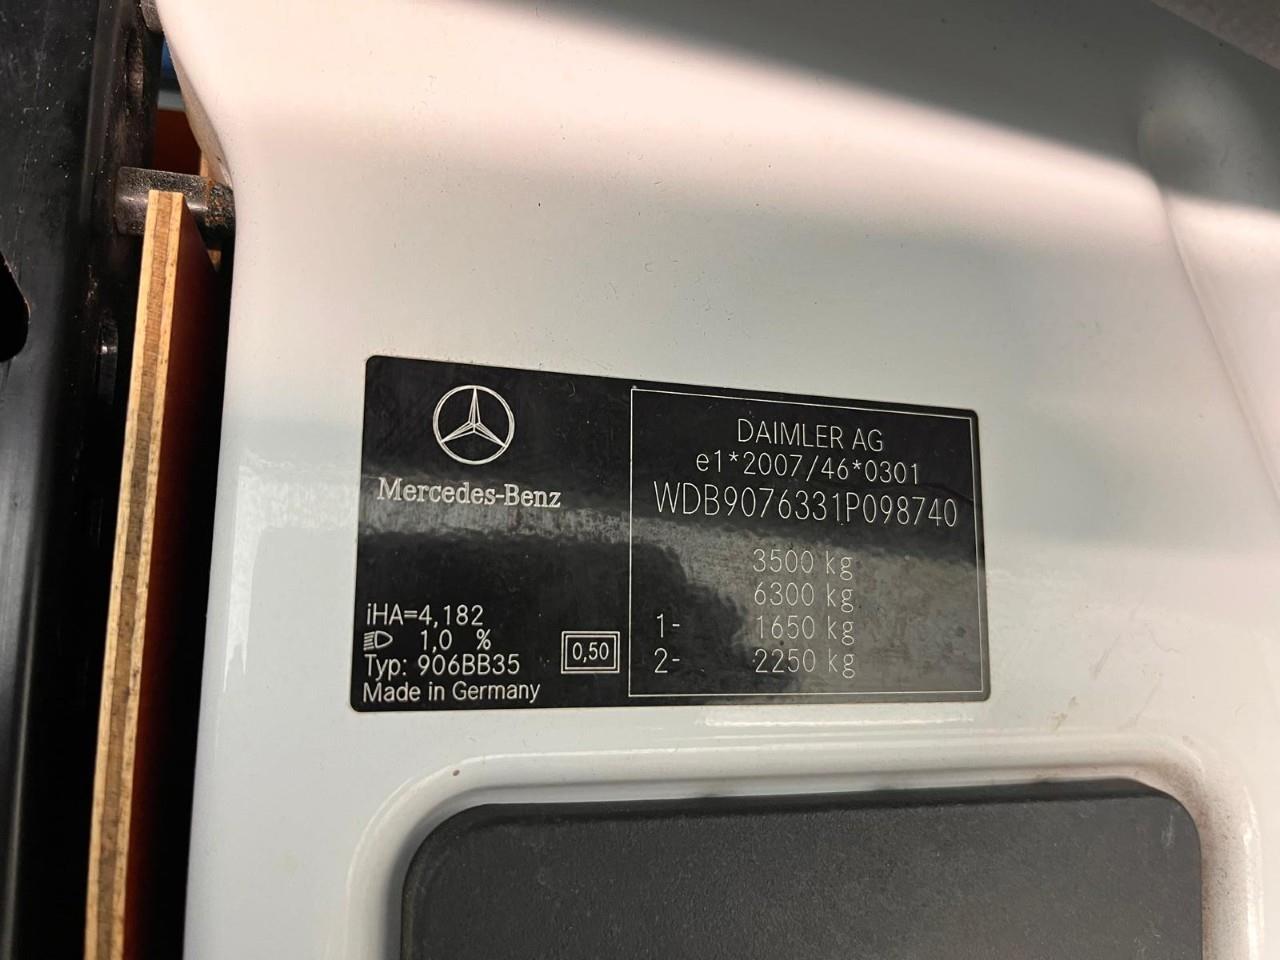 Mercedes-Benz
iHA=4,182
1,0 %
Typ: 906BB35
Made in Germany
0,50
DAIMLER AG
e1*2007/46*0301
WDB9076331P098740
3500 kg
6300 kg
1- 1650 kg
2- 2250 kg